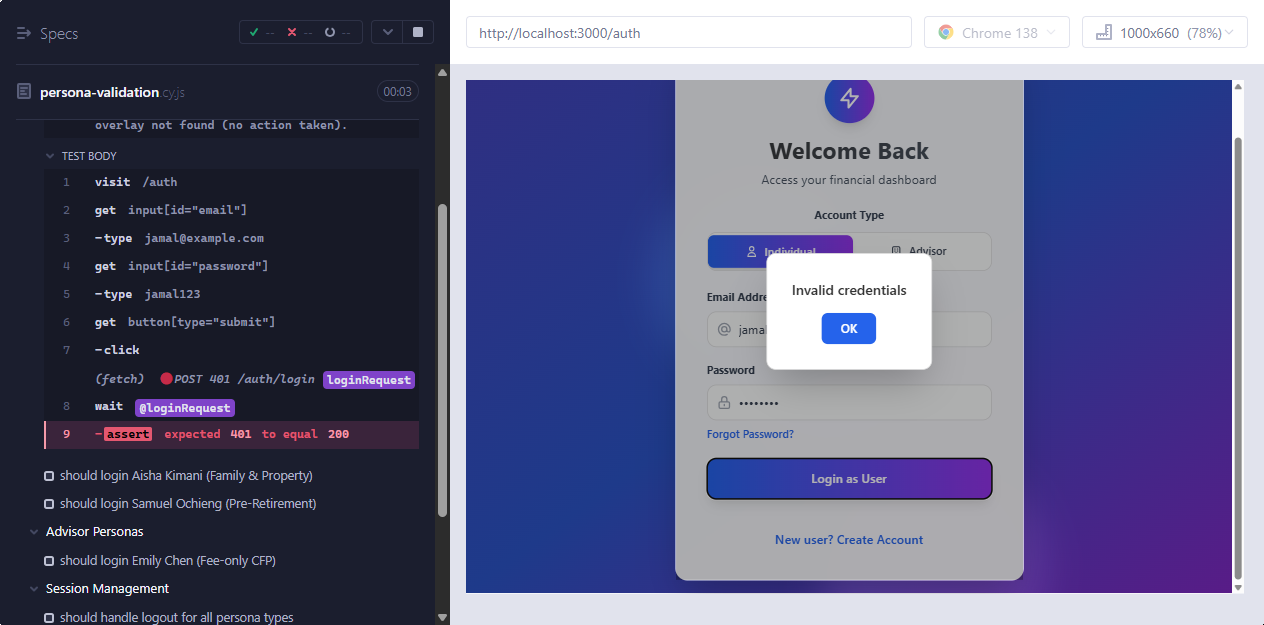 Specs
-- -- --
persona-validation.cy.js
00:03
overlay not found (no action taken).
TEST BODY
1 visit /auth
2 get input[id="email"]
3 -type jamal@example.com
4 get input[id="password"]
5 -type jamal123
6 get button[type="submit"]
7 -click
(fetch) POST 401 /auth/login loginRequest
8 wait @loginRequest
9 -assert expected 401 to equal 200
should login Aisha Kimani (Family & Property)
should login Samuel Ochieng (Pre-Retirement)
Advisor Personas
should login Emily Chen (Fee-only CFP)
Session Management
should handle logout for all persona types
http://localhost:3000/auth
Chrome 138
1000x660 (78%)
Welcome Back
Access your financial dashboard
Account Type
Individual
Advisor
Invalid credentials
OK
Email Addre
@ jamal
Password
••••••••
Forgot Password?
Login as User
New user? Create Account